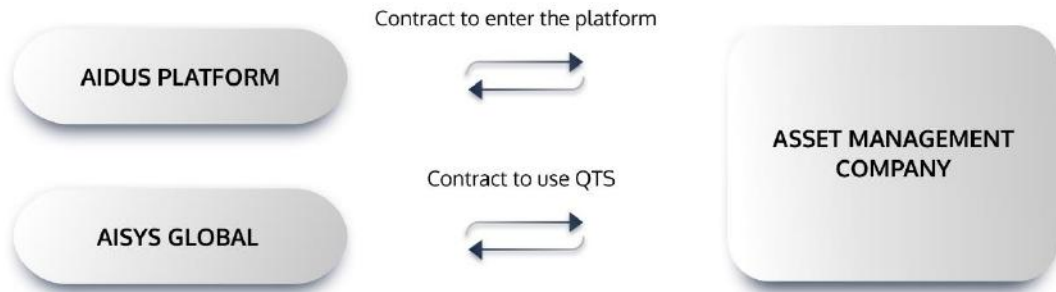 Contract to enter the platform
AIDUS PLATFORM
ASSET MANAGEMENT
COMPANY
Contract to use QTS
AISYS GLOBAL